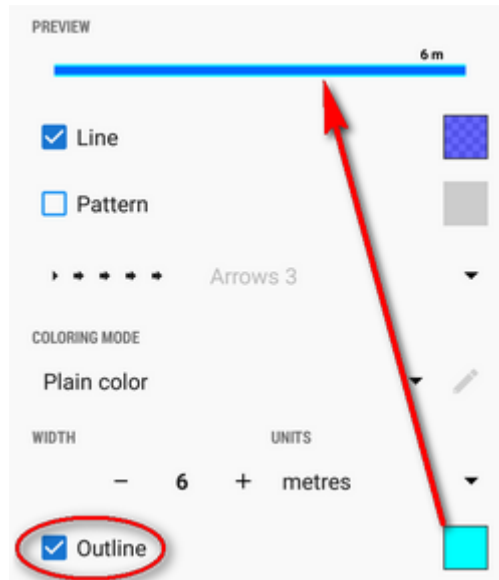 PREVIEW
6 m
Line
Pattern
Arrows 3
COLORING MODE
Plain color
WIDTH UNITS
− 6 + metres
Outline